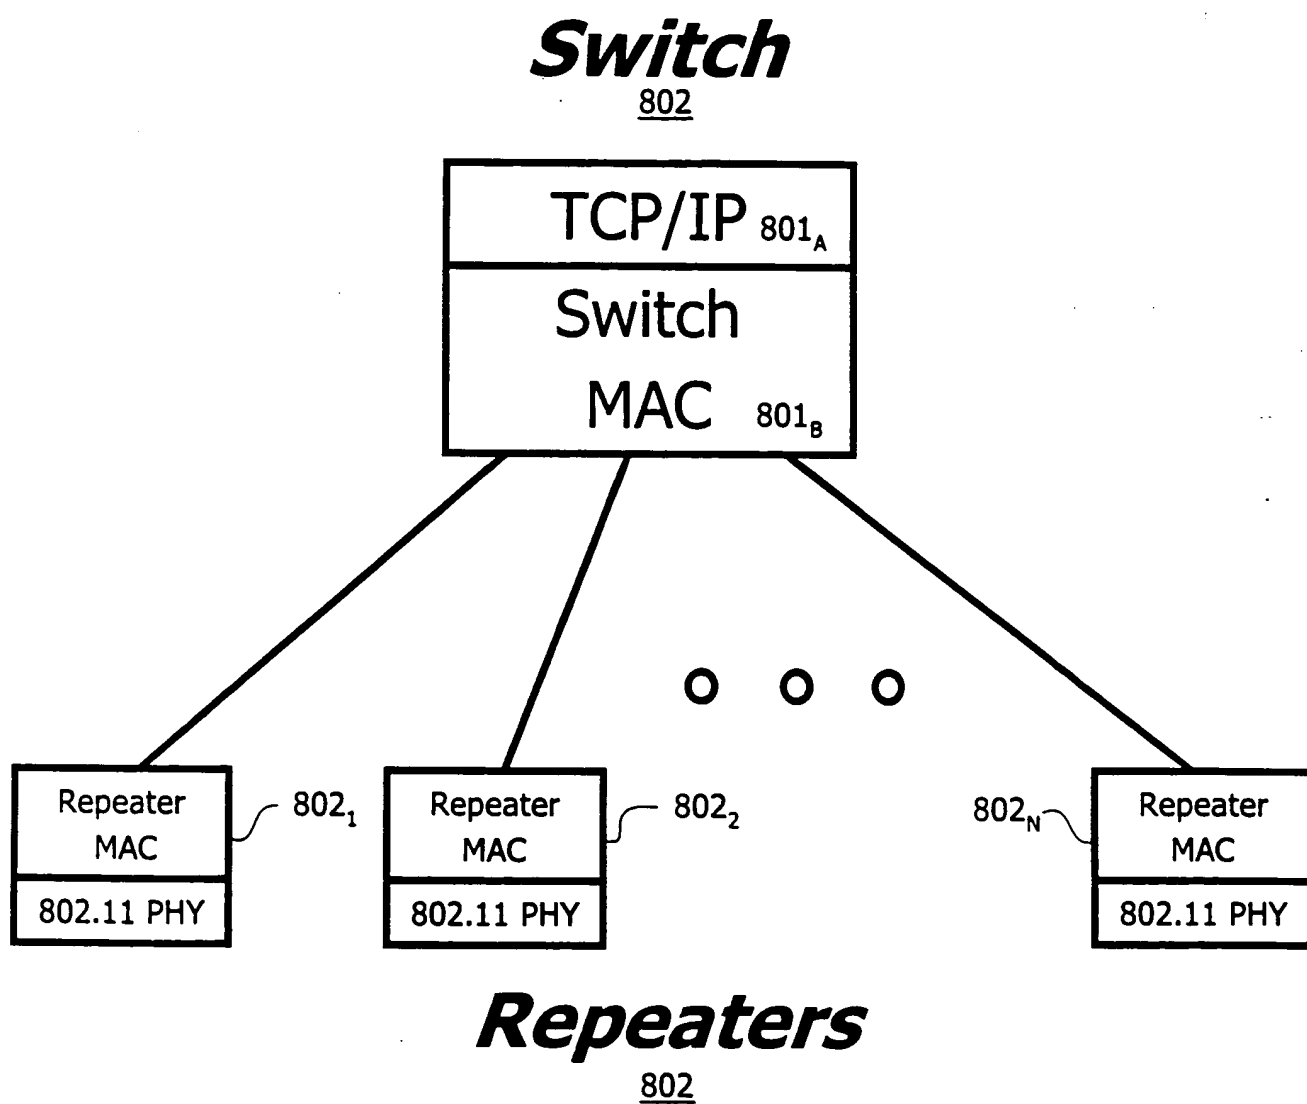 Switch
802
TCP/IP 801A
Switch
MAC 801B
Repeater
MAC
802.11 PHY
8021
Repeater
MAC
802.11 PHY
8022
802N
Repeater
MAC
802.11 PHY
Repeaters
802